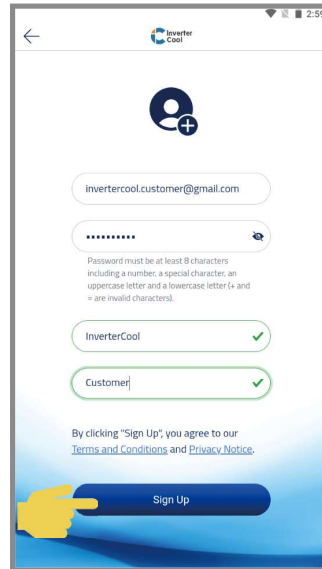 2:59
Inverter
Cool
invertercool.customer@gmail.com
••••••••••
Password must be at least 8 characters
including a number, a special character, an
uppercase letter and a lowercase letter (+ and
= are invalid characters).
InverterCool
Customer
By clicking "Sign Up", you agree to our
Terms and Conditions and Privacy Notice.
Sign Up